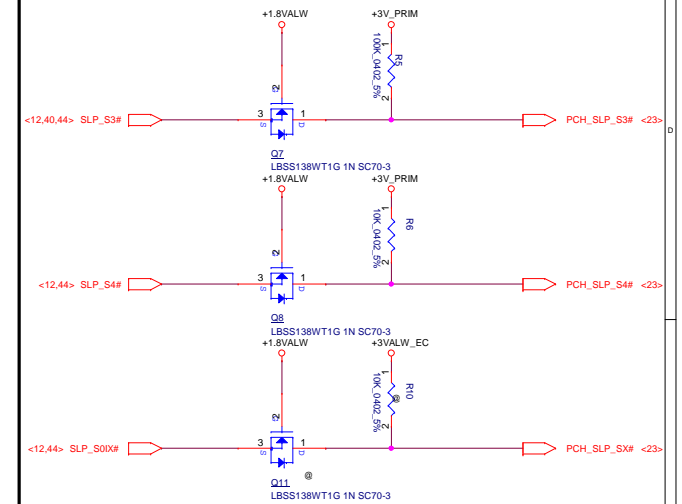 +1.8VALW +3V_PRIM
1
R5
100K_0402_5%
2
2
G
<12,40,44> SLP_S3# 3 1 PCH_SLP_S3# <23>
S D
D
Q7
LBSS138WT1G 1N SC70-3
+1.8VALW +3V_PRIM
1
R6
10K_0402_5%
2
2
G
<12,44> SLP_S4# 3 1 PCH_SLP_S4# <23>
S D
Q8
LBSS138WT1G 1N SC70-3
+1.8VALW +3VALW_EC
1
R10
10K_0402_5%
@
2
2
G
<12,44> SLP_S0IX# 3 1 PCH_SLP_SX# <23>
S D
Q11 @
LBSS138WT1G 1N SC70-3